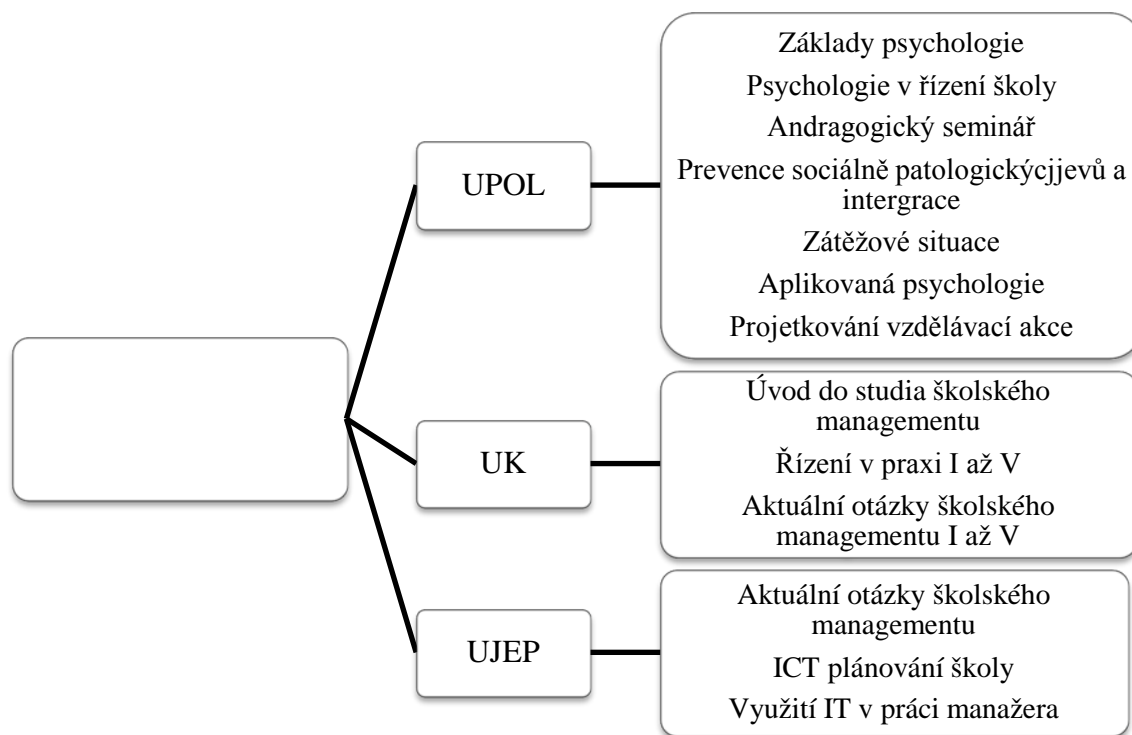 UPOL
Základy psychologie
Psychologie v řízení školy
Andragogický seminář
Prevence sociálně patologickýcjjevů a
intergrace
Zátěžové situace
Aplikovaná psychologie
Projetkování vzdělávací akce
UK
Úvod do studia školského
managementu
Řízení v praxi I až V
Aktuální otázky školského
managementu I až V
UJEP
Aktuální otázky školského
managementu
ICT plánování školy
Využití IT v práci manažera